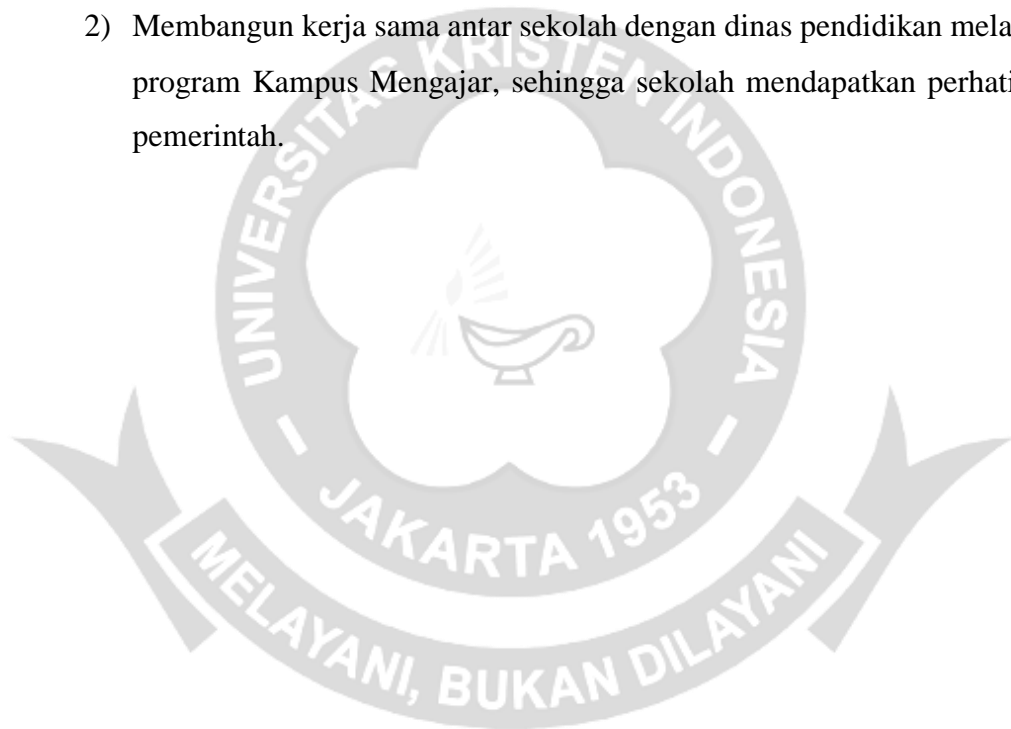 2) Membangun kerja sama antar sekolah dengan dinas pendidikan mela
program Kampus Mengajar, sehingga sekolah mendapatkan perhati
pemerintah.
UNIVERSITAS KRISTEN INDONESIA
JAKARTA 1953
MELAYANI, BUKAN DILAYANI